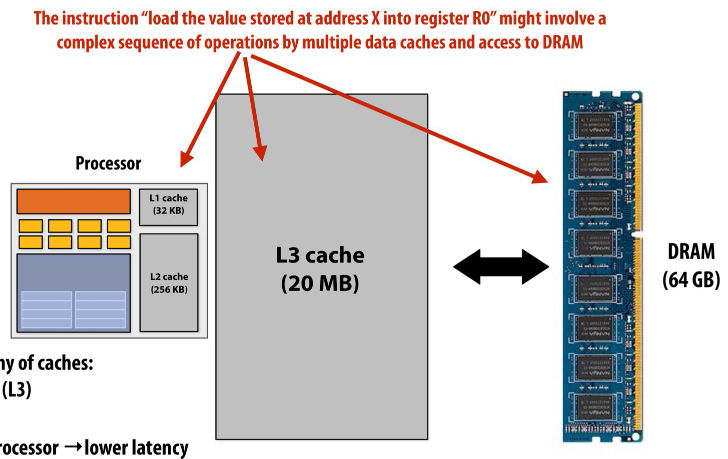 The instruction “load the value stored at address X into register R0” might involve a
complex sequence of operations by multiple data caches and access to DRAM
Processor
L1 cache
(32 KB)
L2 cache
(256 KB)
L3 cache
(20 MB)
DRAM
(64 GB)
ny of caches:
(L3)
rocessor → lower latency